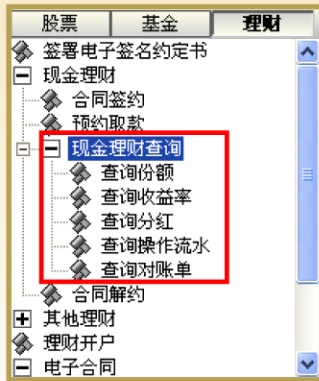 股票 基金 理财
签署电子签名约定书
现金理财
合同签约
预约取款
现金理财查询
查询份额
查询收益率
查询分红
查询操作流水
查询对账单
合同解约
其他理财
理财开户
电子合同